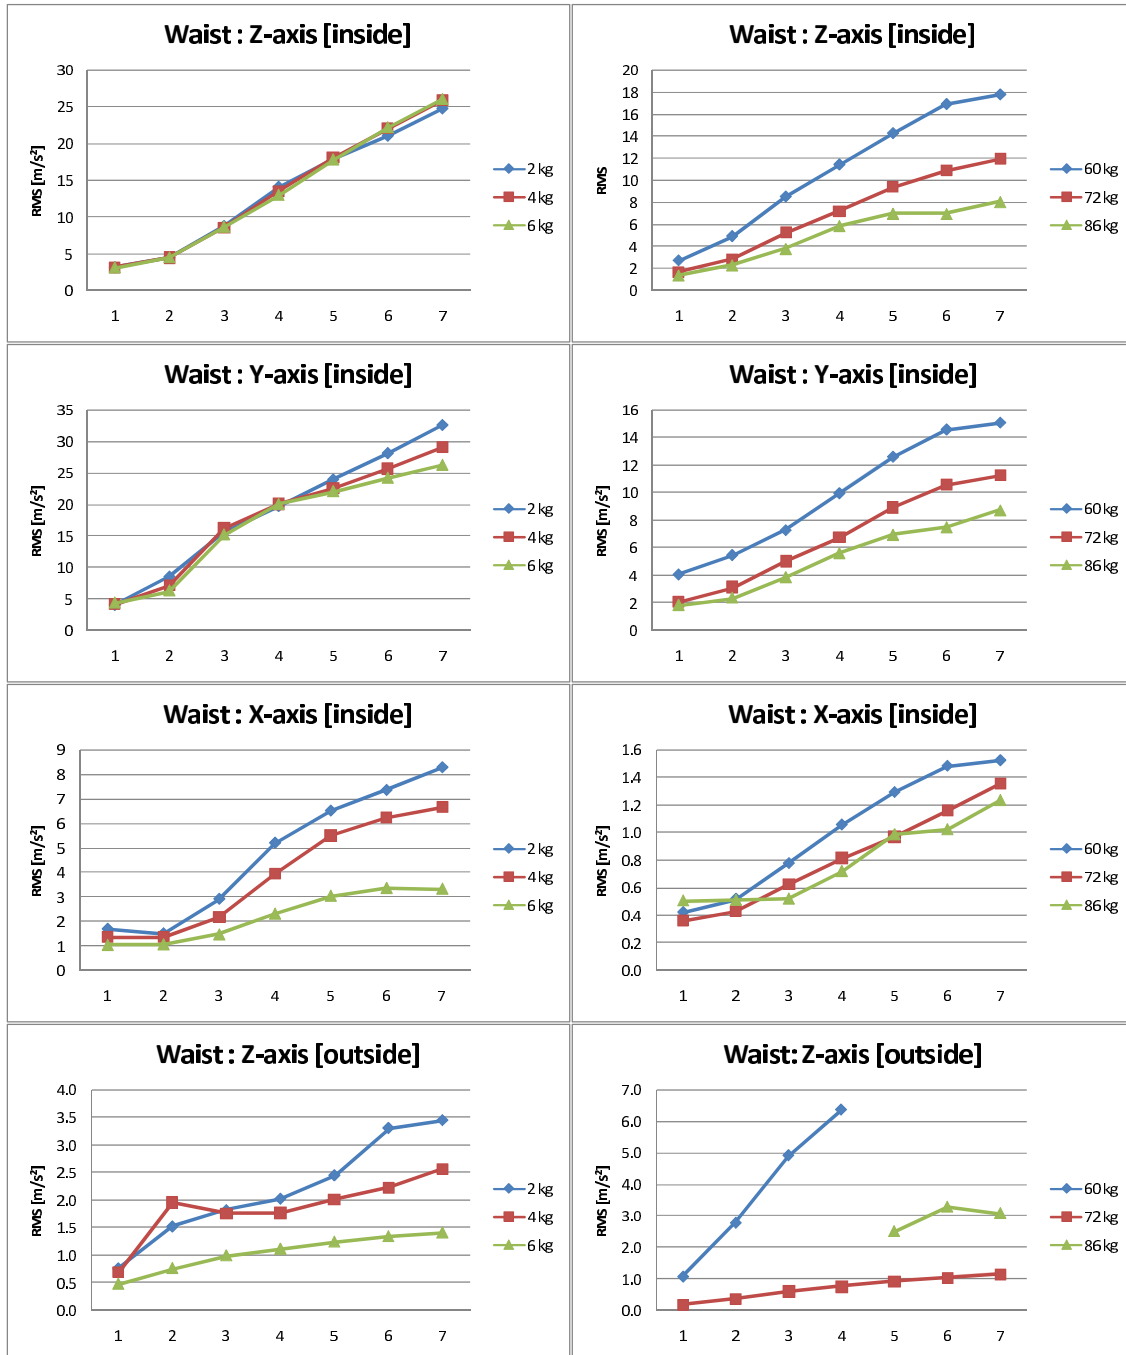 Waist : Z-axis [inside]
30
25
20
15
10
5
0
RMS [m/s²]
1 2 3 4 5 6 7
2 kg
4 kg
6 kg
Waist : Z-axis [inside]
20
18
16
14
12
10
8
6
4
2
0
RMS
1 2 3 4 5 6 7
60 kg
72 kg
86 kg
Waist : Y-axis [inside]
35
30
25
20
15
10
5
0
RMS [m/s²]
1 2 3 4 5 6 7
2 kg
4 kg
6 kg
Waist : Y-axis [inside]
16
14
12
10
8
6
4
2
0
RMS [m/s²]
1 2 3 4 5 6 7
60 kg
72 kg
86 kg
Waist : X-axis [inside]
9
8
7
6
5
4
3
2
1
0
RMS [m/s²]
1 2 3 4 5 6 7
2 kg
4 kg
6 kg
Waist : X-axis [inside]
1.6
1.4
1.2
1.0
0.8
0.6
0.4
0.2
0.0
RMS [m/s²]
1 2 3 4 5 6 7
60 kg
72 kg
86 kg
Waist : Z-axis [outside]
4.0
3.5
3.0
2.5
2.0
1.5
1.0
0.5
0.0
RMS [m/s²]
1 2 3 4 5 6 7
2 kg
4 kg
6 kg
Waist: Z-axis [outside]
7.0
6.0
5.0
4.0
3.0
2.0
1.0
0.0
RMS [m/s²]
1 2 3 4 5 6 7
60 kg
72 kg
86 kg